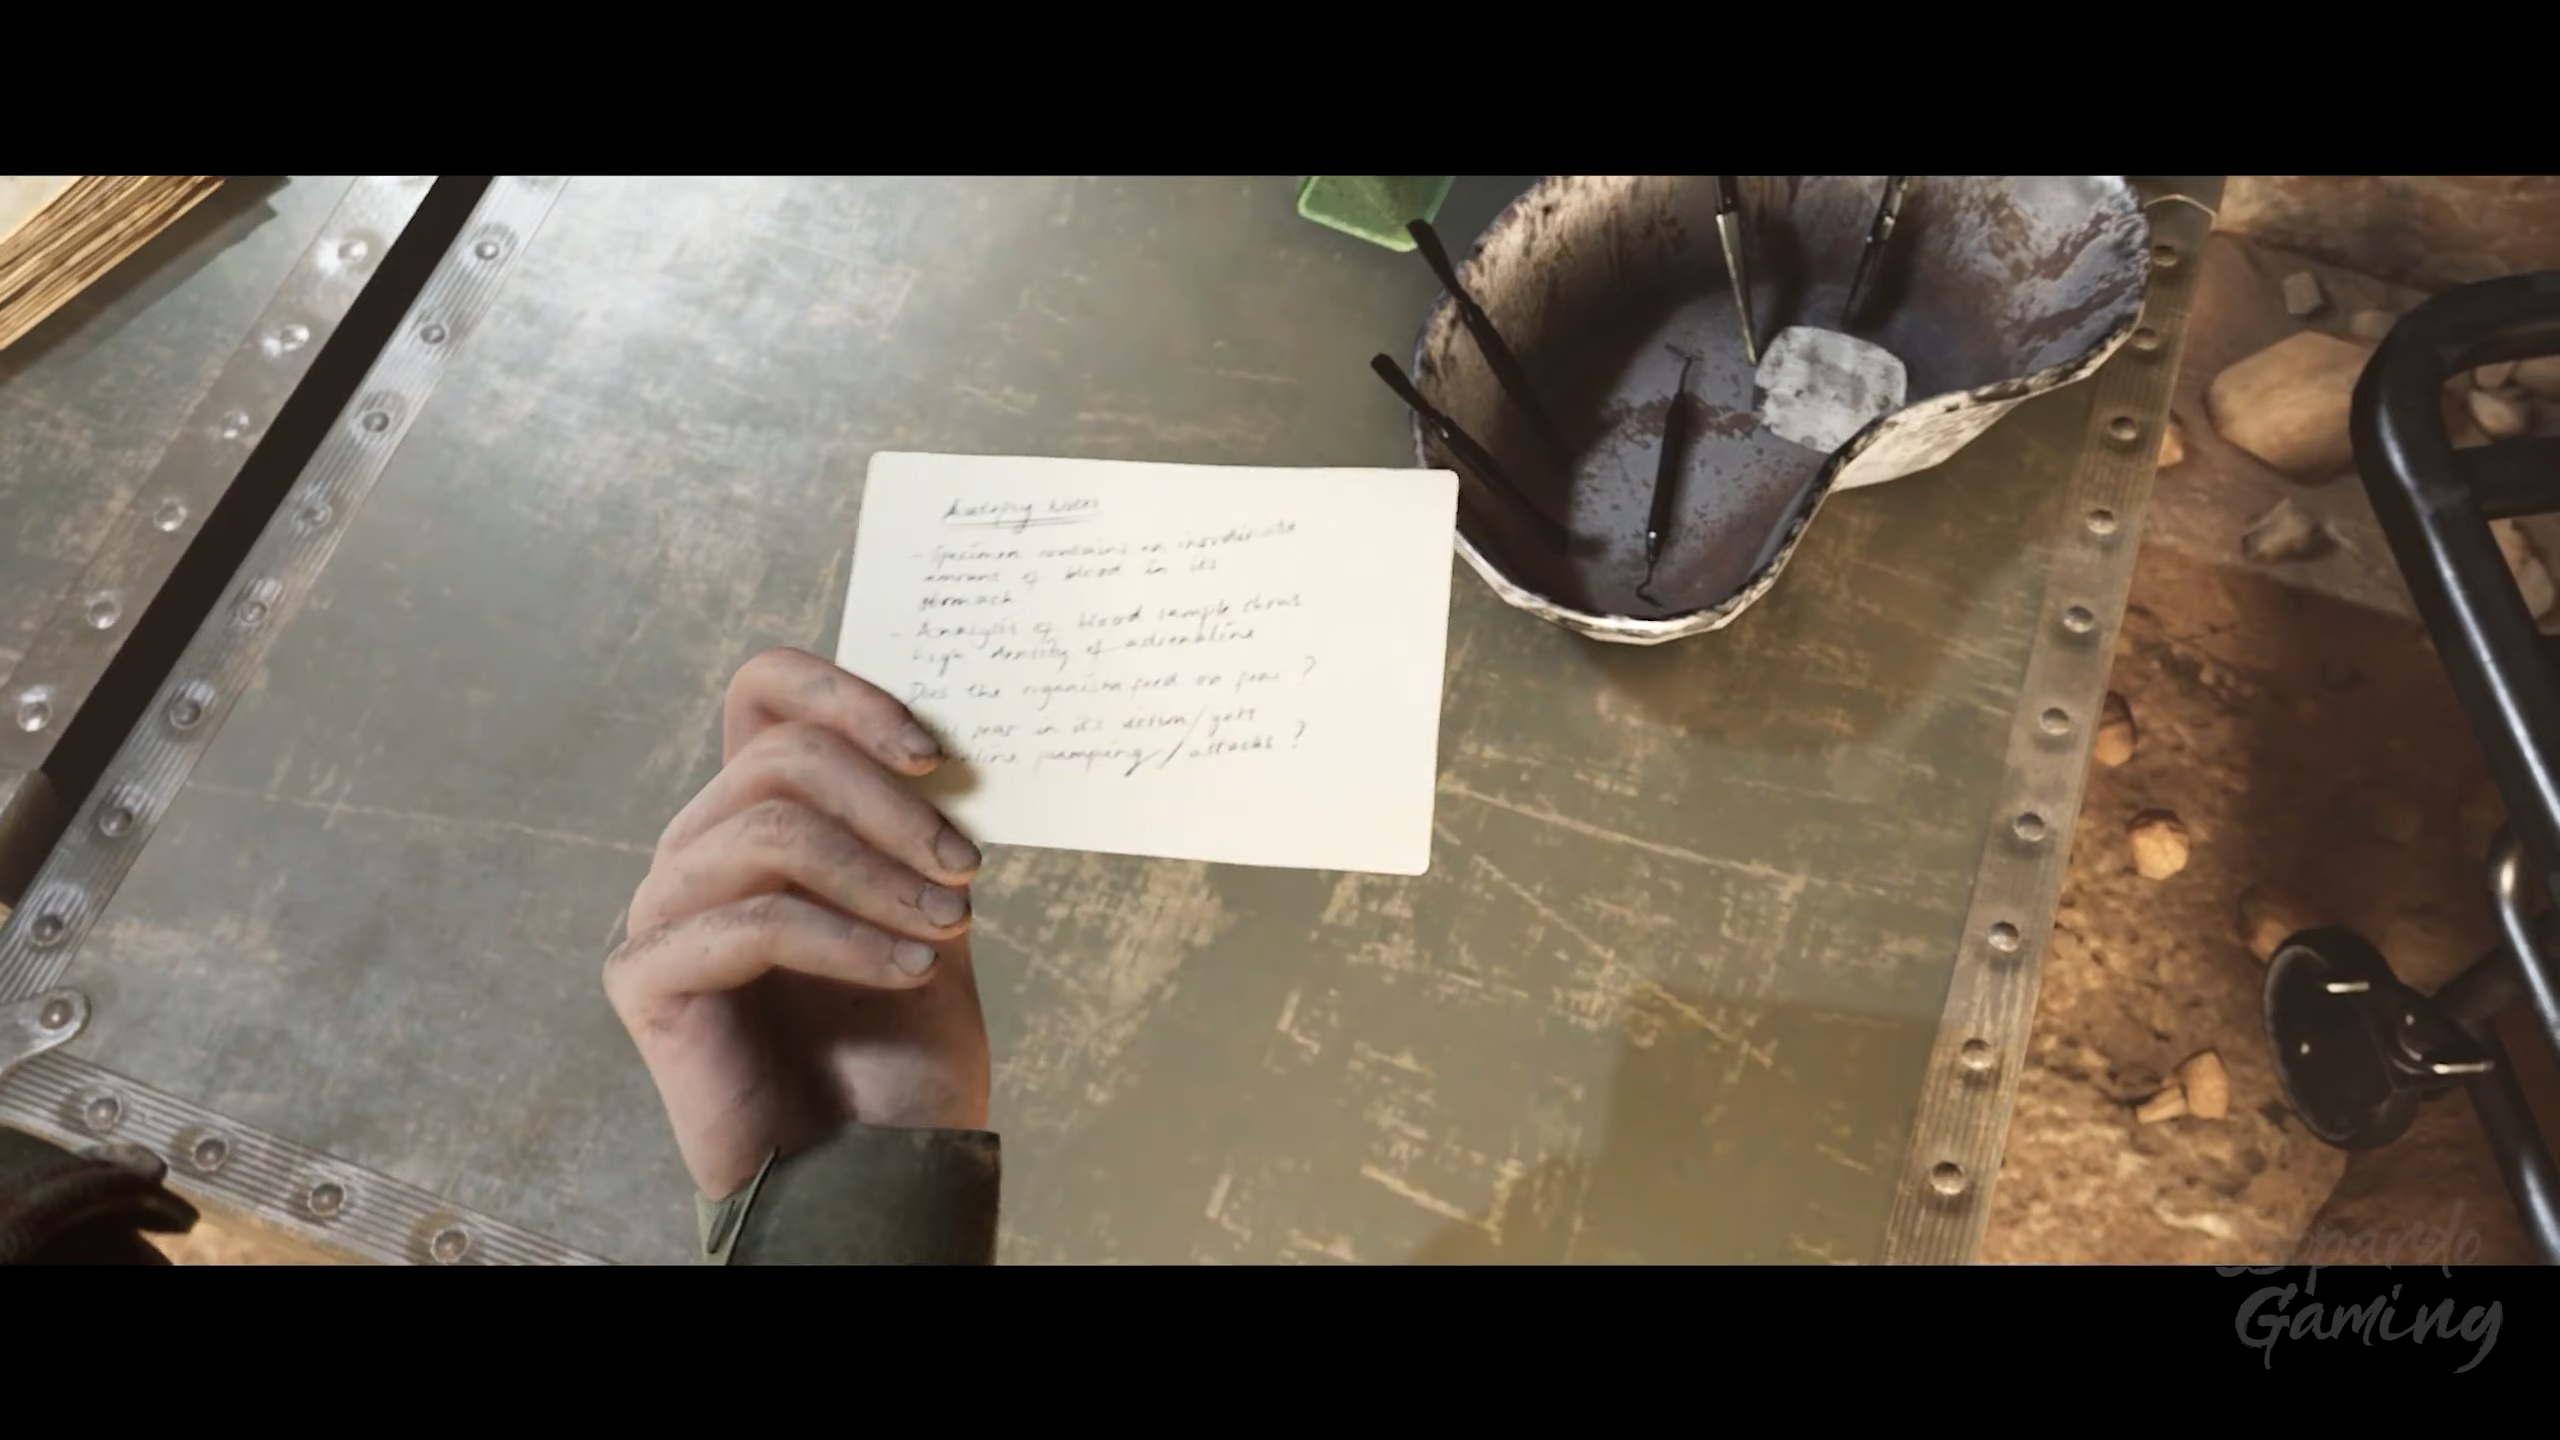 Autopsy Notes
- Specimen contains an inordinate
amount of blood in its
stomach
- Analysis of blood sample shows
high density of adrenaline
Does the organism feed on fear?
fear in its victim/gets
pumping/attacks?
Gaming